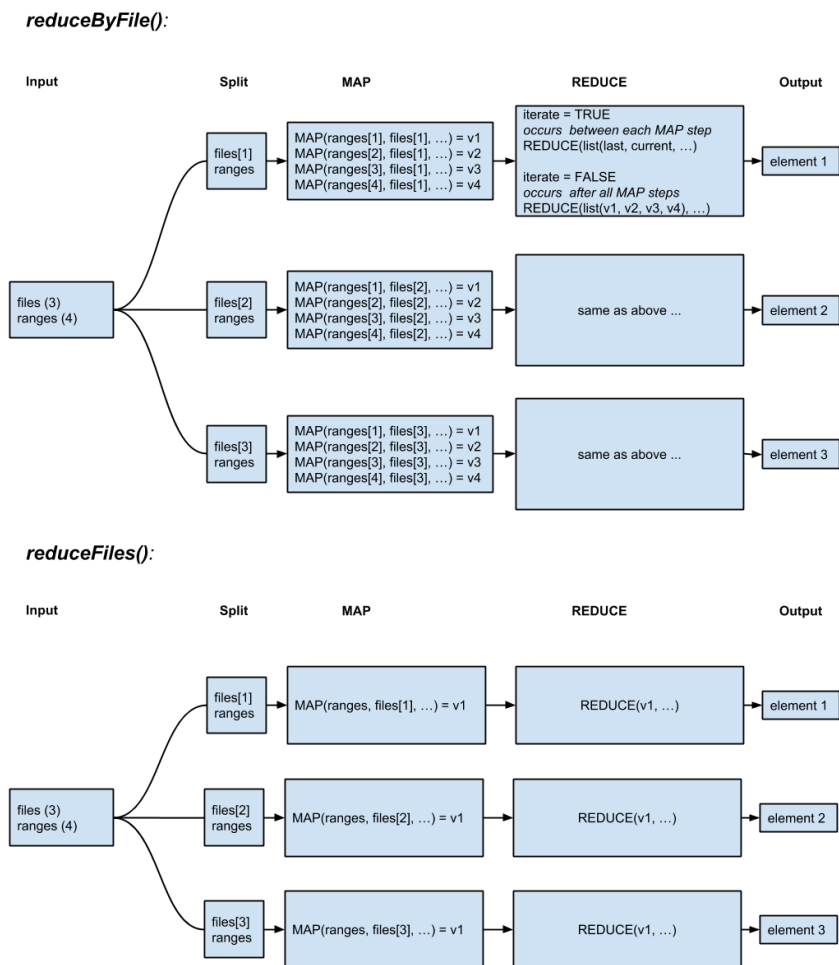 reduceByFile():
Input Split MAP REDUCE Output
files (3)
ranges (4)
files[1]
ranges
MAP(ranges[1], files[1], …) = v1
MAP(ranges[2], files[1], …) = v2
MAP(ranges[3], files[1], …) = v3
MAP(ranges[4], files[1], …) = v4
iterate = TRUE
occurs between each MAP step
REDUCE(list(last, current, …)
iterate = FALSE
occurs after all MAP steps
REDUCE(list(v1, v2, v3, v4), …)
element 1
files[2]
ranges
MAP(ranges[1], files[2], …) = v1
MAP(ranges[2], files[2], …) = v2
MAP(ranges[3], files[2], …) = v3
MAP(ranges[4], files[2], …) = v4
same as above ...
element 2
files[3]
ranges
MAP(ranges[1], files[3], …) = v1
MAP(ranges[2], files[3], …) = v2
MAP(ranges[3], files[3], …) = v3
MAP(ranges[4], files[3], …) = v4
same as above ...
element 3
reduceFiles():
Input Split MAP REDUCE Output
files (3)
ranges (4)
files[1]
ranges
MAP(ranges, files[1], …) = v1
REDUCE(v1, …)
element 1
files[2]
ranges
MAP(ranges, files[2], …) = v1
REDUCE(v1, …)
element 2
files[3]
ranges
MAP(ranges, files[3], …) = v1
REDUCE(v1, …)
element 3